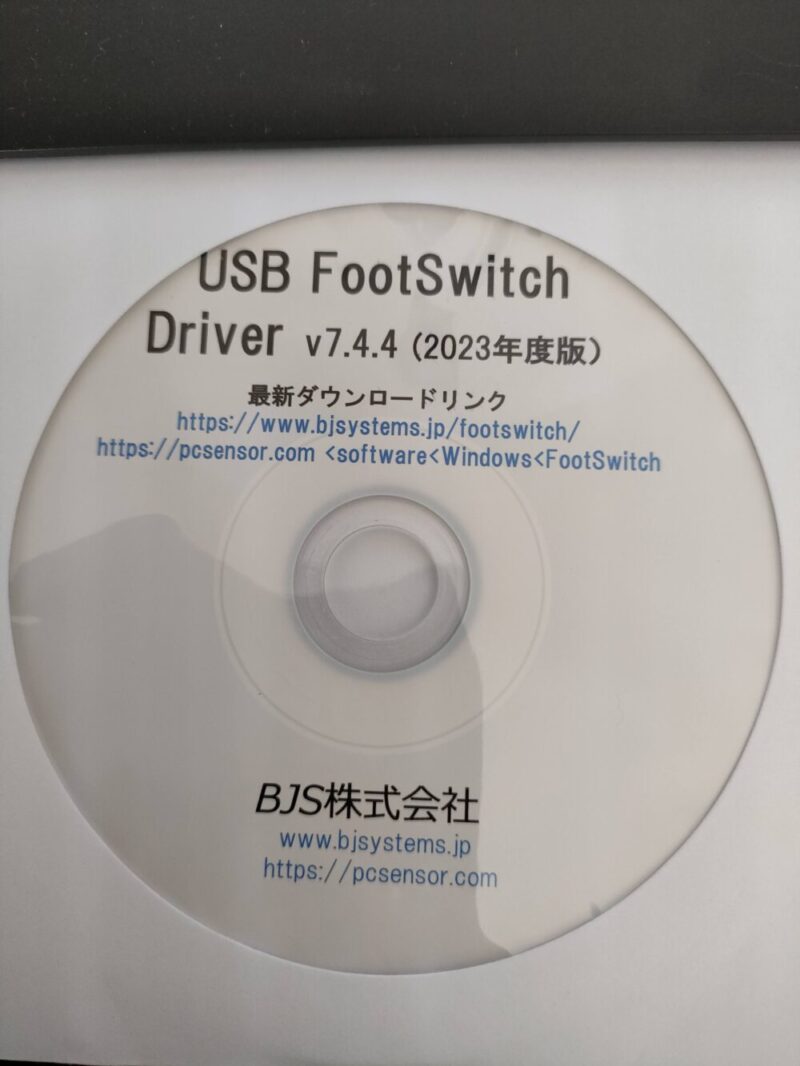 USB FootSwitch
Driver v7.4.4 (2023年度版)
最新ダウンロードリンク
https://www.bjsystems.jp/footswitch/
https://pcsensor.com <software<Windows<FootSwitch
BJS株式会社
www.bjsystems.jp
https://pcsensor.com